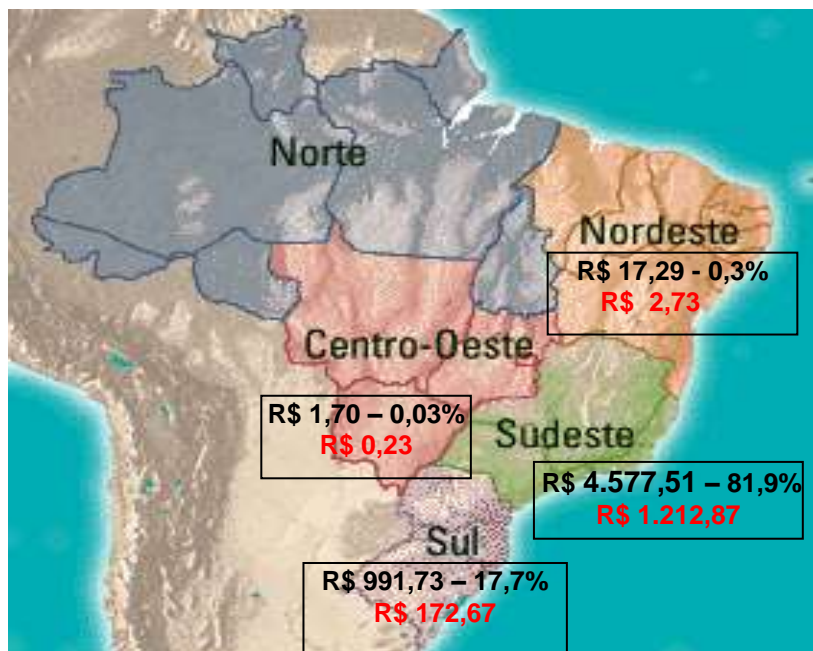 Norte
Nordeste
R$ 17,29 - 0,3%
R$ 2,73
Centro-Oeste
R$ 1,70 – 0,03%
R$ 0,23
Sudeste
R$ 4.577,51 – 81,9%
R$ 1.212,87
Sul
R$ 991,73 – 17,7%
R$ 172,67